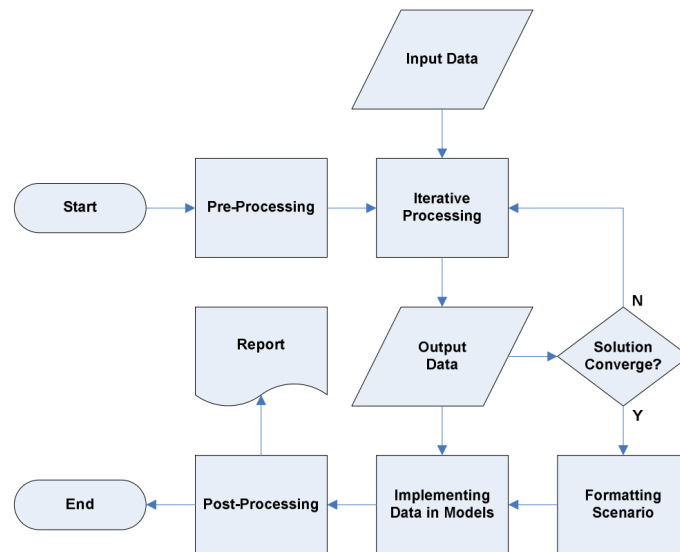 Input Data
Start
Pre-Processing
Iterative
Processing
N
Report
Output
Data
Solution
Converge?
Y
End
Post-Processing
Implementing
Data in Models
Formatting
Scenario